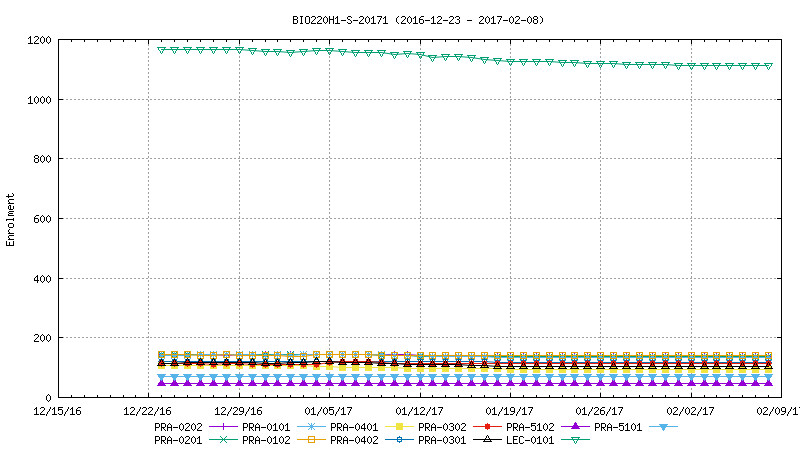 BIO220H1-S-20171 (2016-12-23 - 2017-02-08)
1200
1000
800
600
400
200
0
Enrolment
12/15/16 12/22/16 12/29/16 01/05/17 01/12/17 01/19/17 01/26/17 02/02/17 02/09/1
PRA-0202 PRA-0101 PRA-0401 PRA-0302 PRA-5102 PRA-5101
PRA-0201 PRA-0102 PRA-0402 PRA-0301 LEC-0101